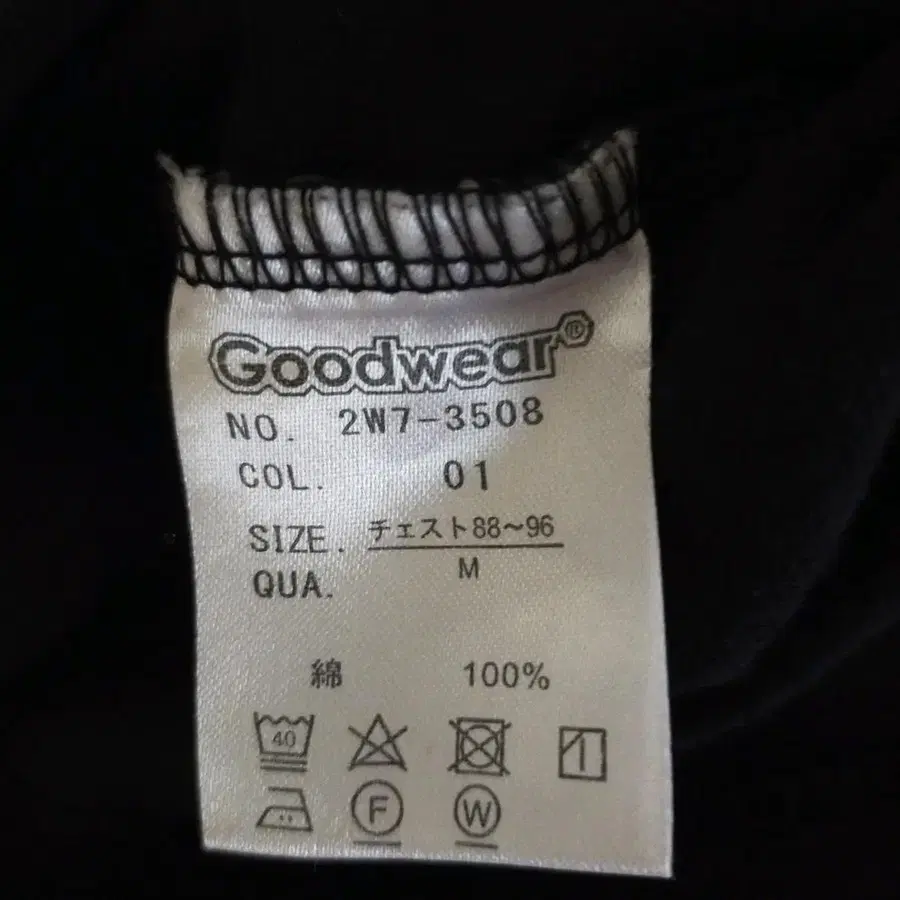 Goodwear®
NO. 2W7-3508
COL. 01
SIZE. チェスト88～96
M
QUA.
綿 100%
40
F W